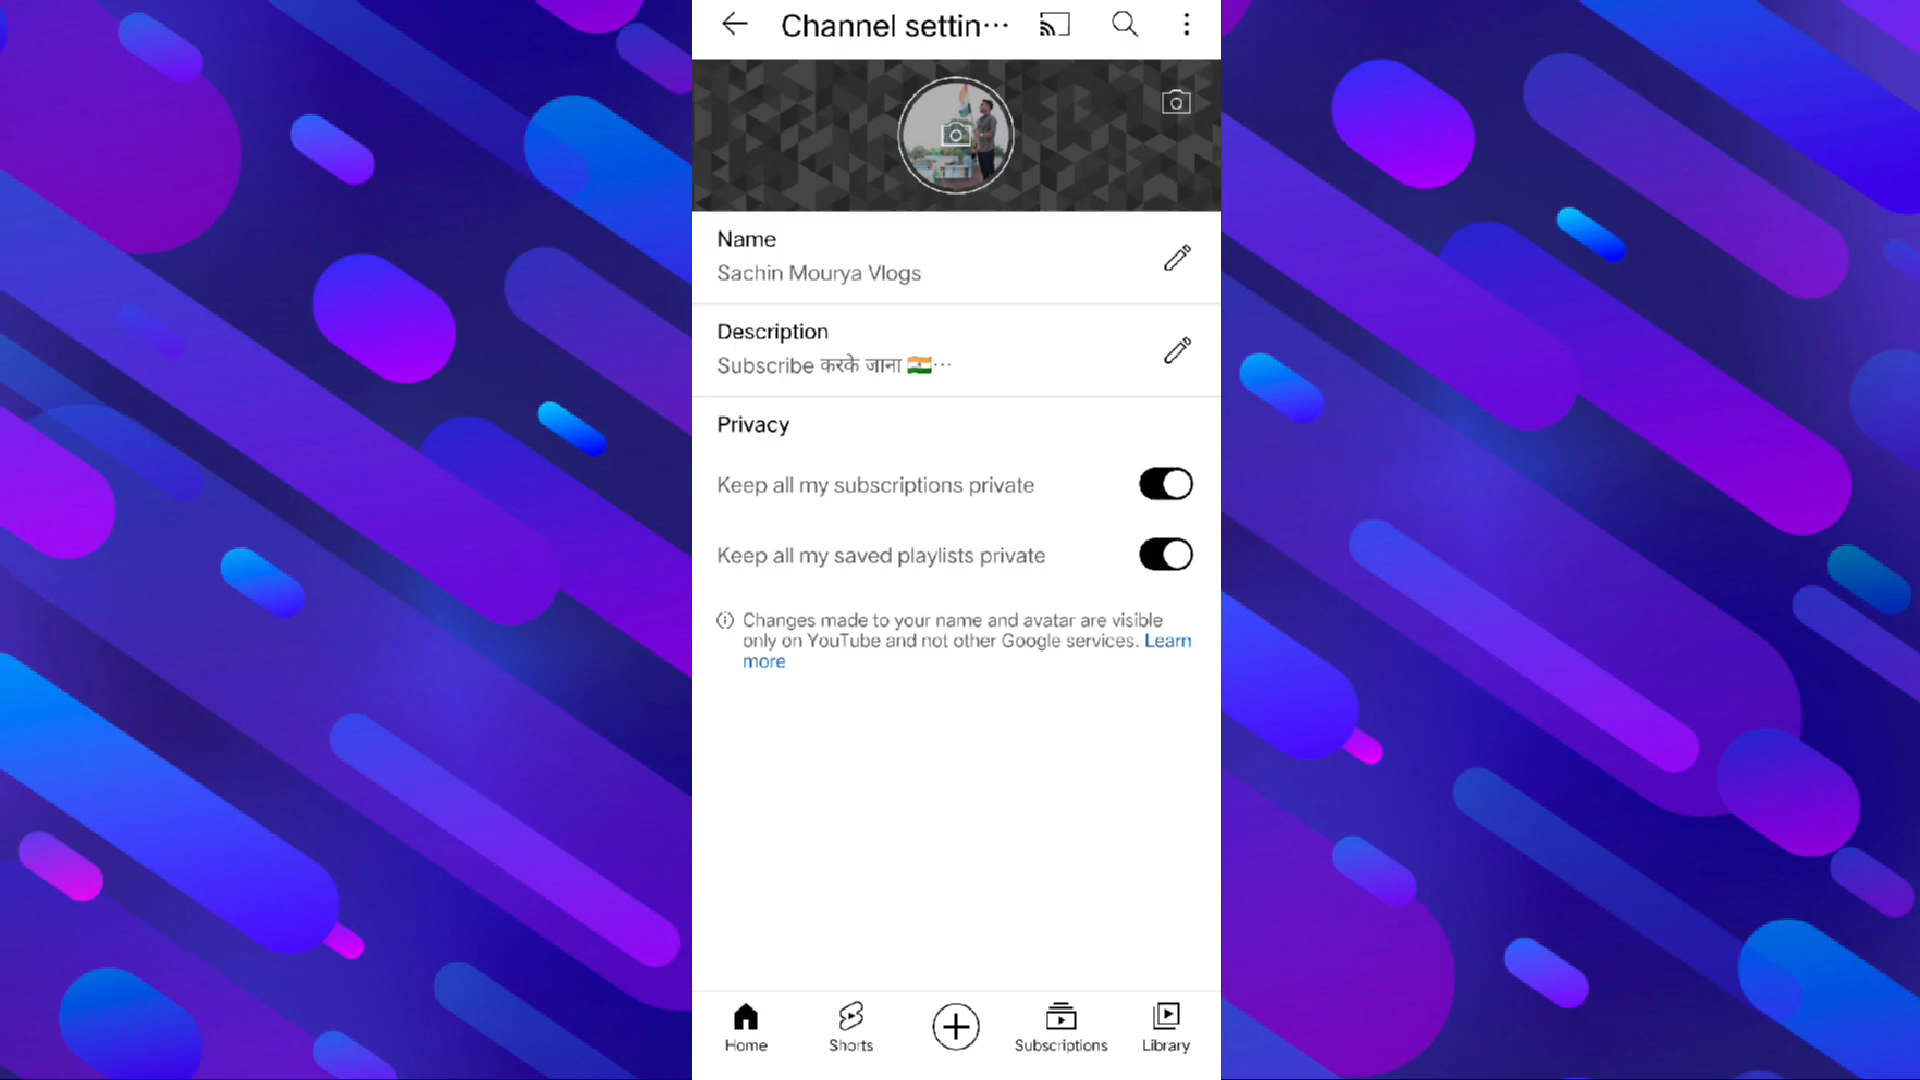 Channel settin...
Name
Sachin Mourya Vlogs
Description
Subscribe करके जाना 🇮🇳...
Privacy
Keep all my subscriptions private
Keep all my saved playlists private
Changes made to your name and avatar are visible
only on YouTube and not other Google services. Learn
more
Home Shorts Subscriptions Library